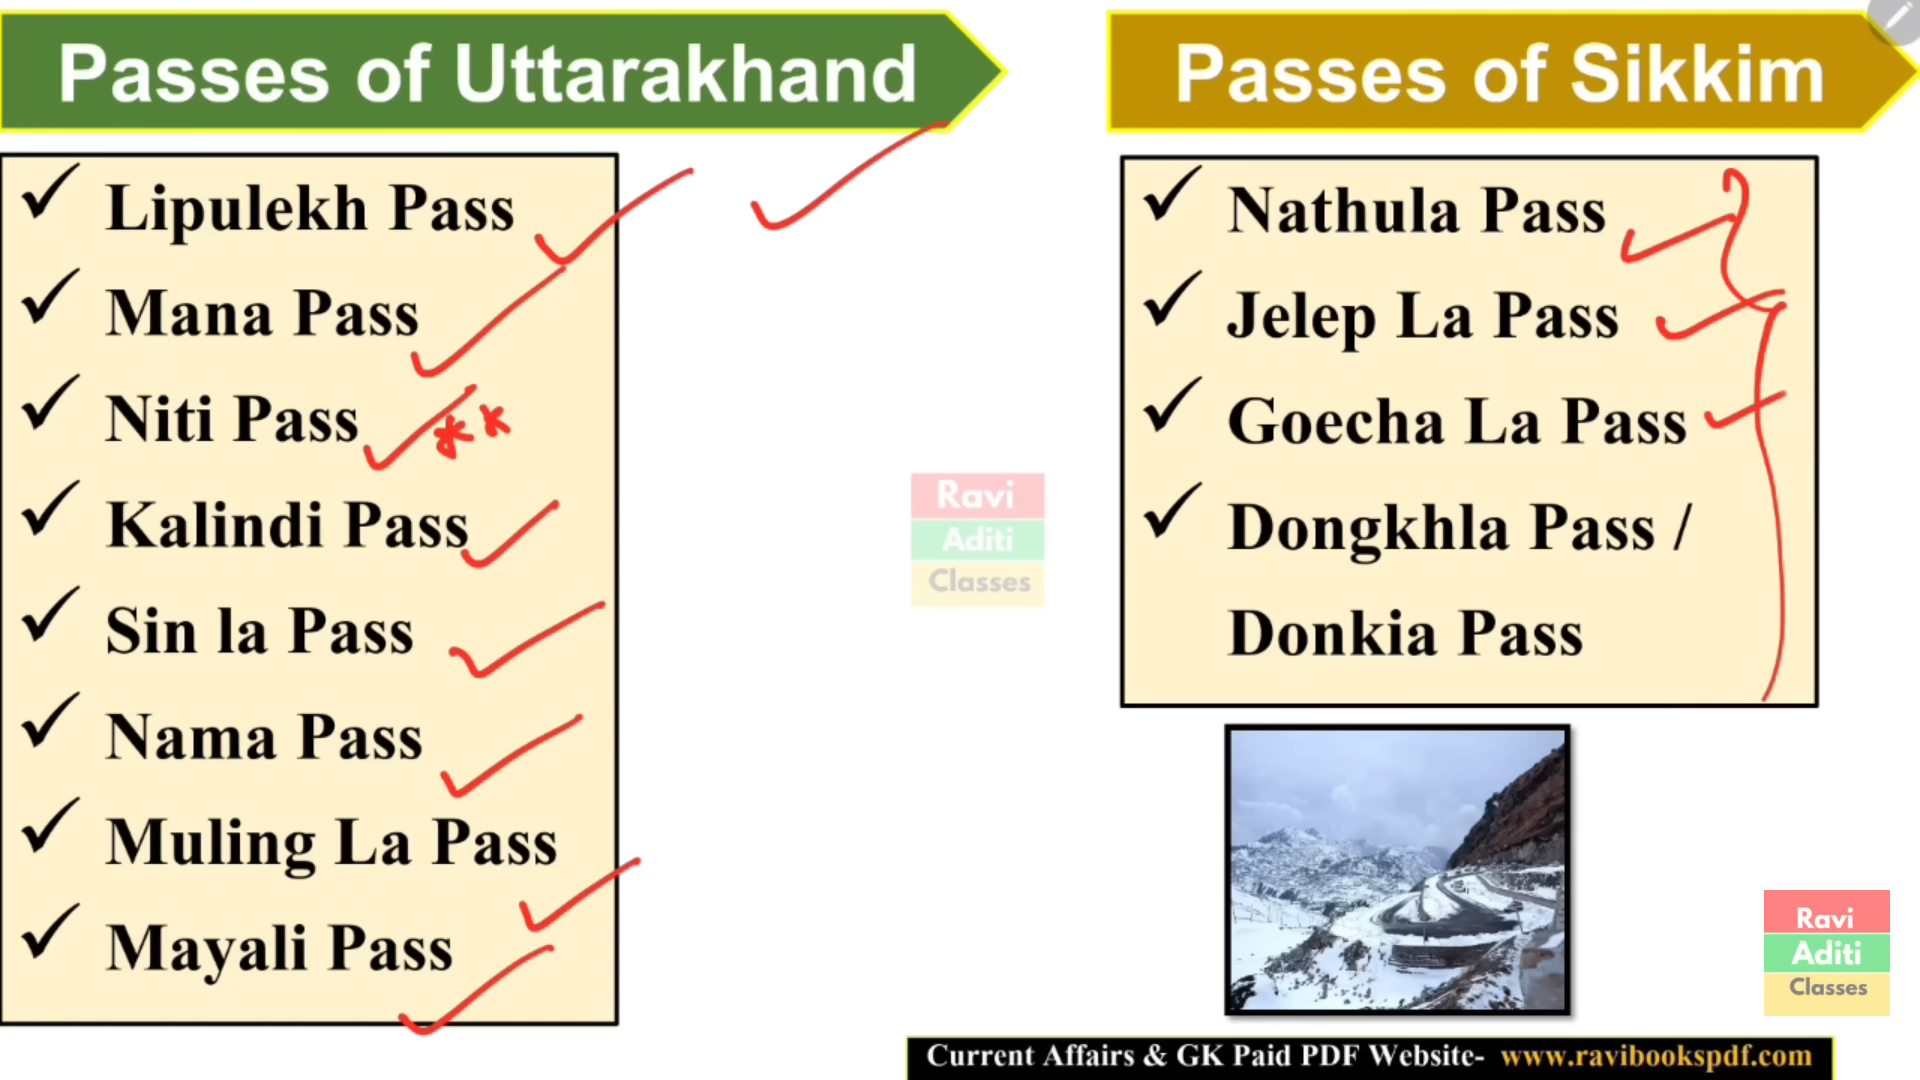 Passes of Uttarakhand
Lipulekh Pass
Mana Pass
Niti Pass
Kalindi Pass
Sin la Pass
Nama Pass
Muling La Pass
Mayali Pass
Passes of Sikkim
Nathula Pass
Jelep La Pass
Goecha La Pass
Dongkhla Pass /
Donkia Pass
Ravi
Aditi
Classes
Ravi
Aditi
Classes
Current Affairs & GK Paid PDF Website- www.ravibookspdf.com